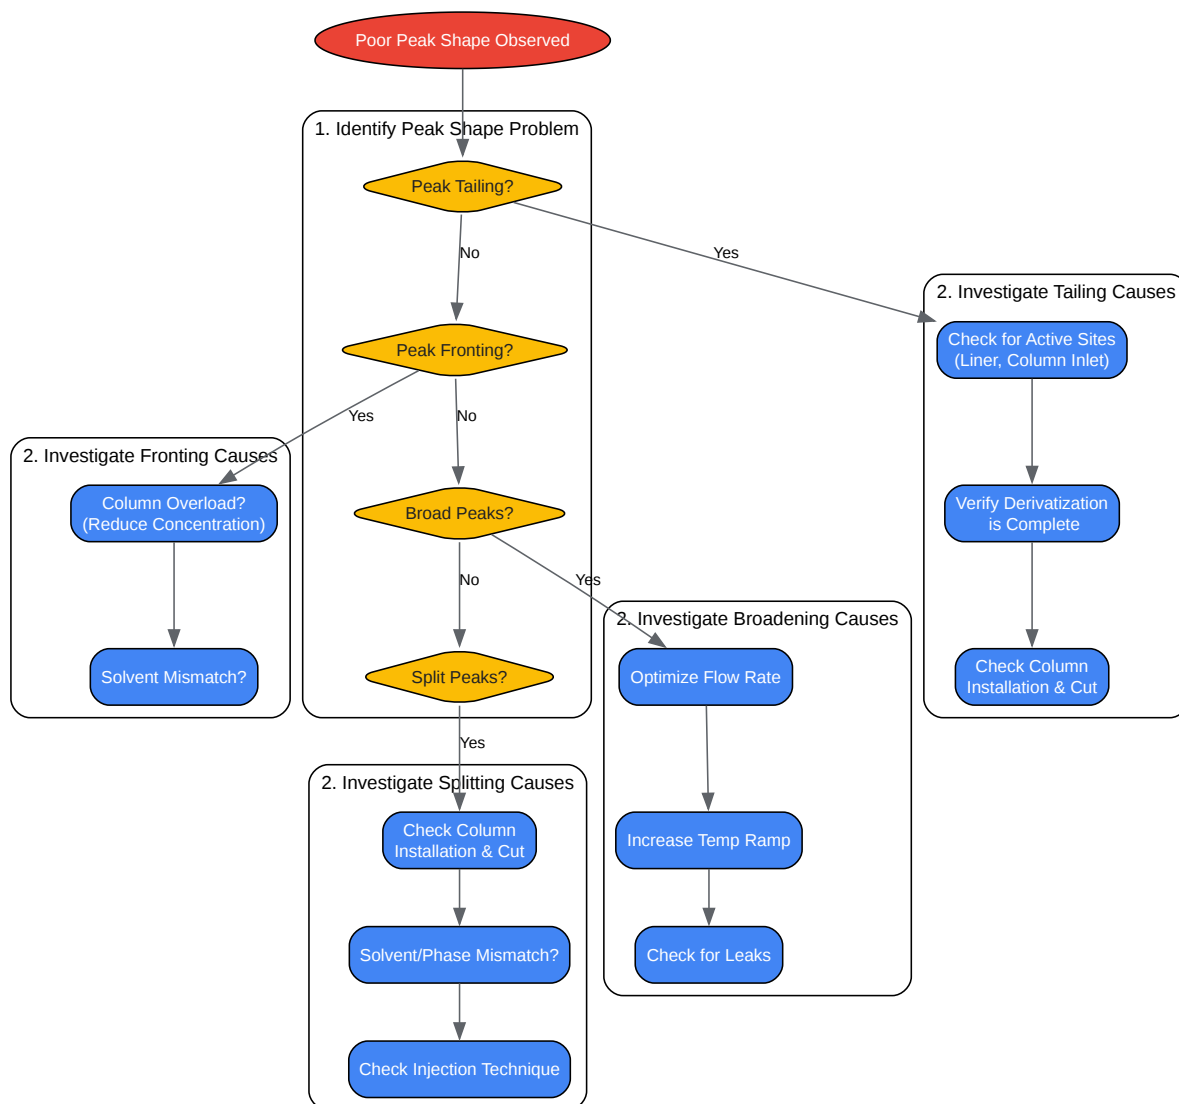 Poor Peak Shape Observed
1. Identify Peak Shape Problem
Peak Tailing?
No
Yes
2. Investigate Tailing Causes
Check for Active Sites
(Liner, Column Inlet)
Peak Fronting?
Yes
No
Verify Derivatization
is Complete
Check Column
Installation & Cut
2. Investigate Fronting Causes
Column Overload?
(Reduce Concentration)
Solvent Mismatch?
Broad Peaks?
No
Yes
2. Investigate Broadening Causes
Optimize Flow Rate
Increase Temp Ramp
Check for Leaks
Split Peaks?
Yes
2. Investigate Splitting Causes
Check Column
Installation & Cut
Solvent/Phase Mismatch?
Check Injection Technique